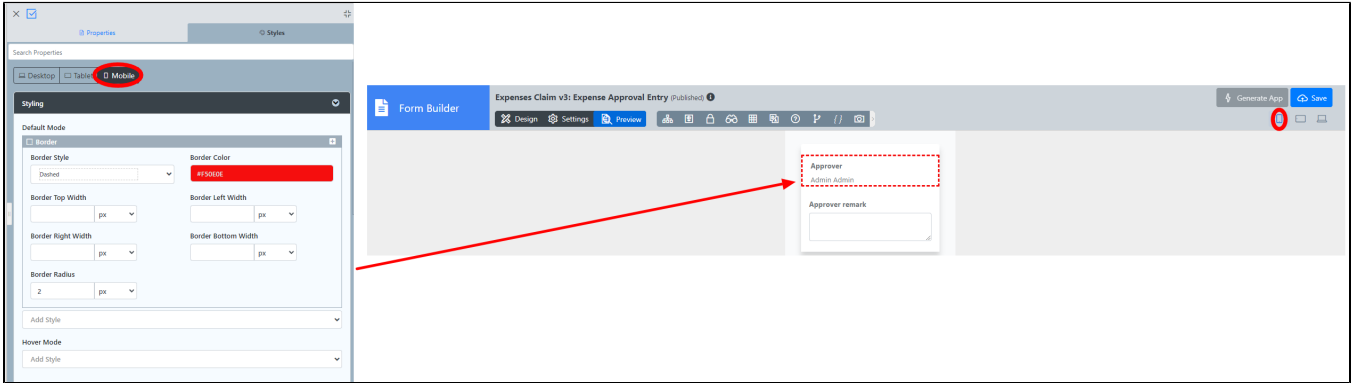 Properties
Styles
Search Properties
Desktop
Tablet
Mobile
Styling
Default Mode
Border
Border Style
Border Color
Dashed
#F50E0E
Border Top Width
Border Left Width
px
px
Border Right Width
Border Bottom Width
px
px
Border Radius
2
px
Add Style
Hover Mode
Add Style
Form Builder
Expenses Claim v3: Expense Approval Entry (Published)
Generate App
Save
Design
Settings
Preview
Approver
Admin Admin
Approver remark